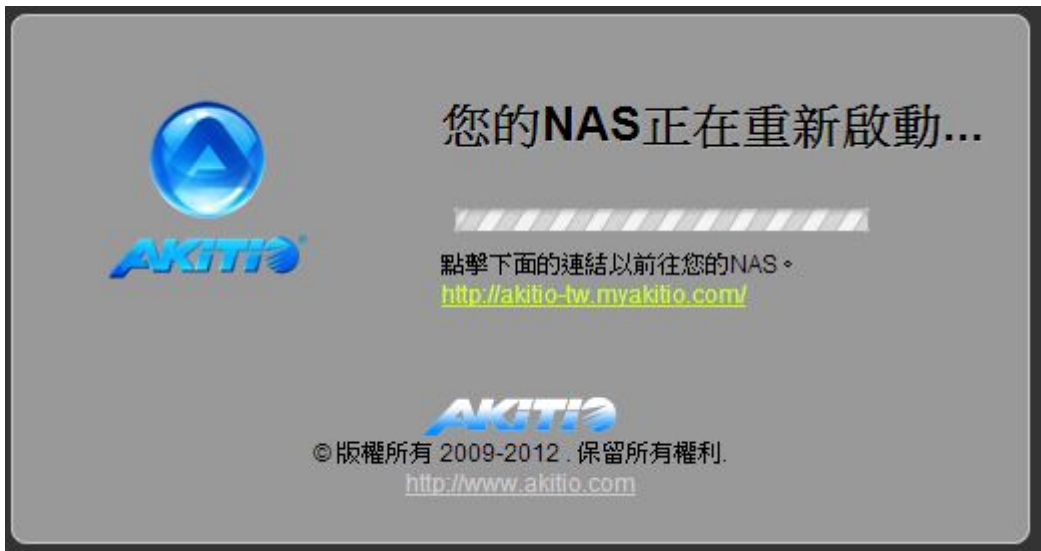 您的NAS正在重新啟動...
AKiTiO®
點擊下面的連結以前往您的NAS。
http://akitio-tw.myakitio.com/
AKiTiO
©版權所有 2009-2012 . 保留所有權利.
http://www.akitio.com